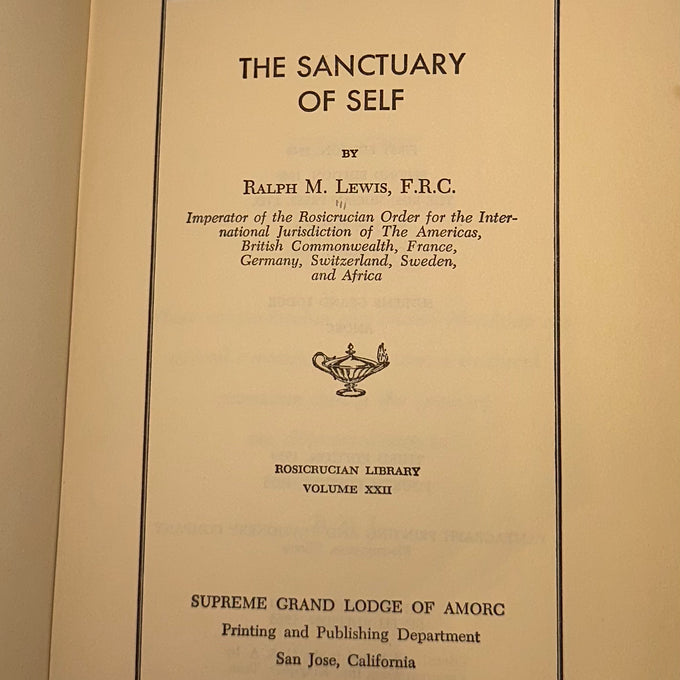 THE SANCTUARY
OF SELF
BY
RALPH M. LEWIS, F.R.C.
Imperator of the Rosicrucian Order for the Inter-
national Jurisdiction of The Americas,
British Commonwealth, France,
Germany, Switzerland, Sweden,
and Africa
ROSICRUCIAN LIBRARY
VOLUME XXII
SUPREME GRAND LODGE OF AMORC
Printing and Publishing Department
San Jose, California